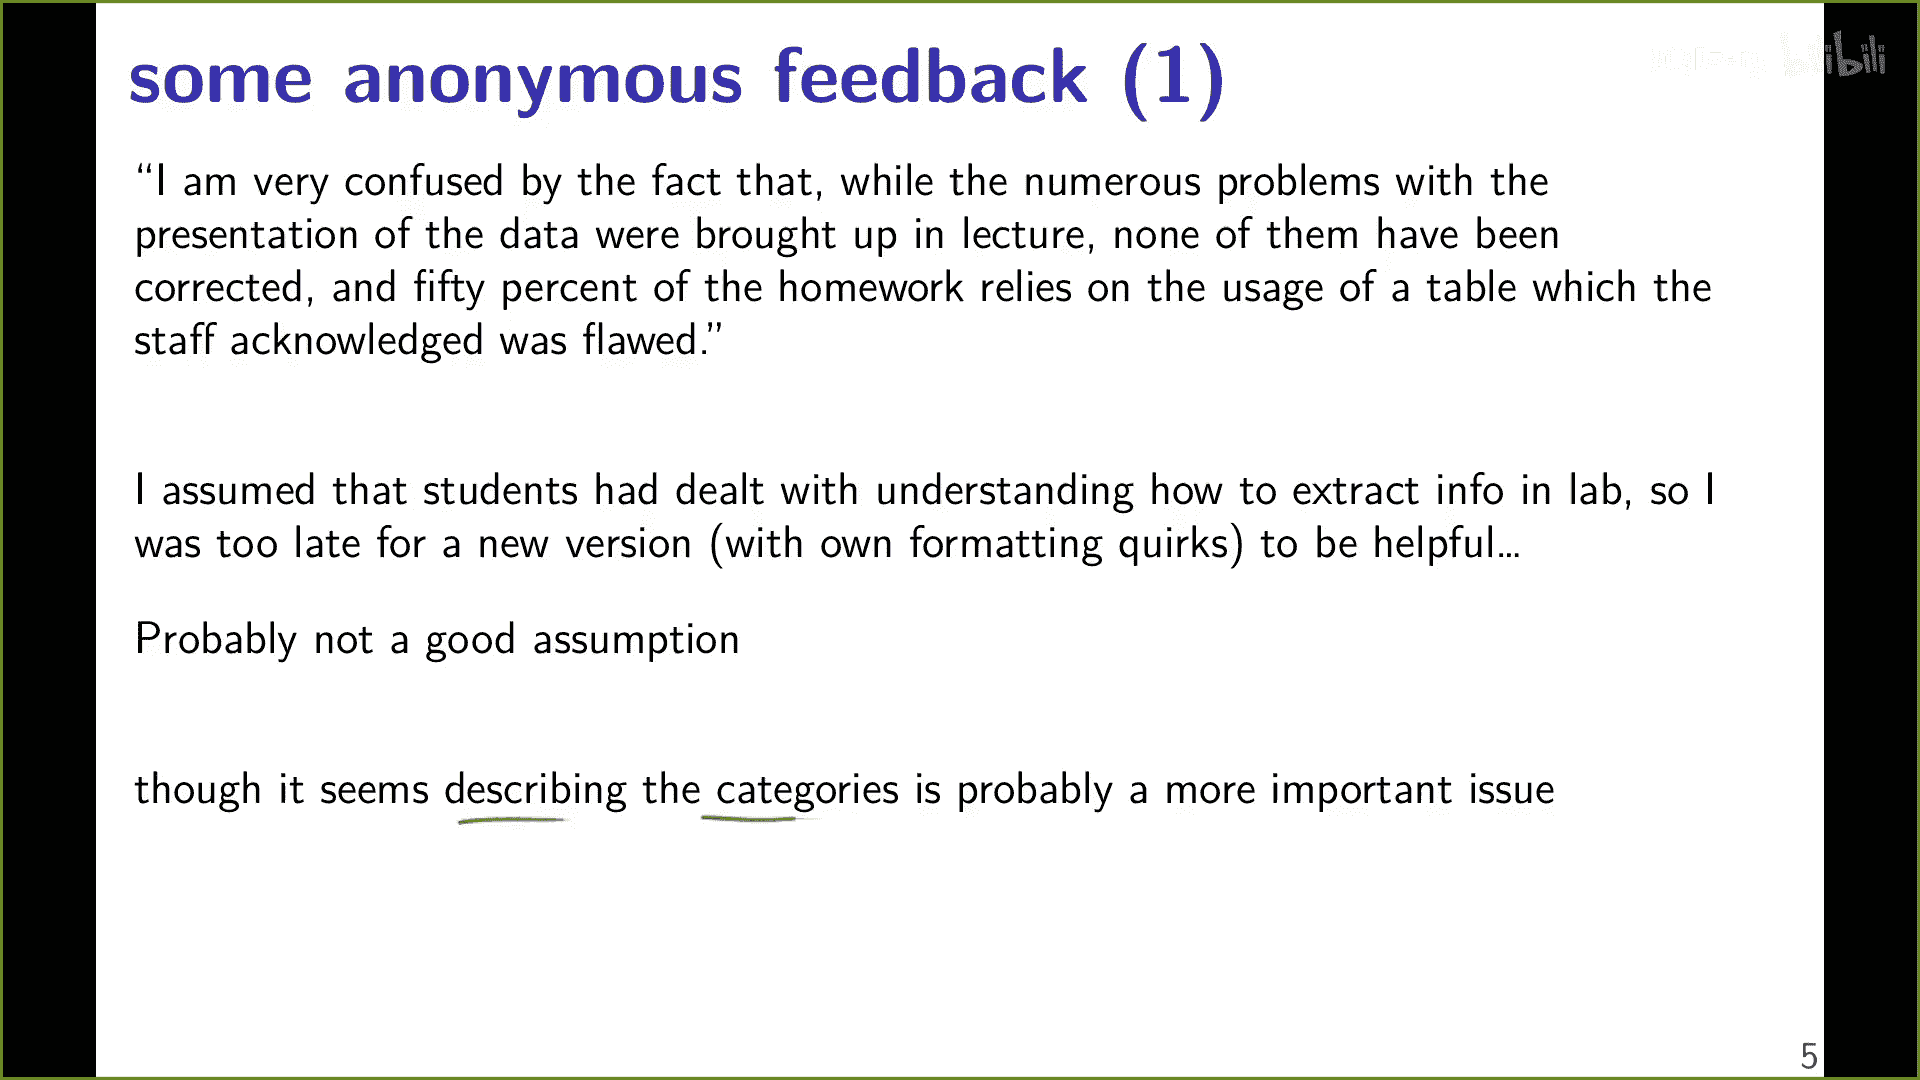 some anonymous feedback (1)
“I am very confused by the fact that, while the numerous problems with the
presentation of the data were brought up in lecture, none of them have been
corrected, and fifty percent of the homework relies on the usage of a table which the
staff acknowledged was flawed.”
I assumed that students had dealt with understanding how to extract info in lab, so I
was too late for a new version (with own formatting quirks) to be helpful…
Probably not a good assumption
though it seems describing the categories is probably a more important issue
5
bilibili